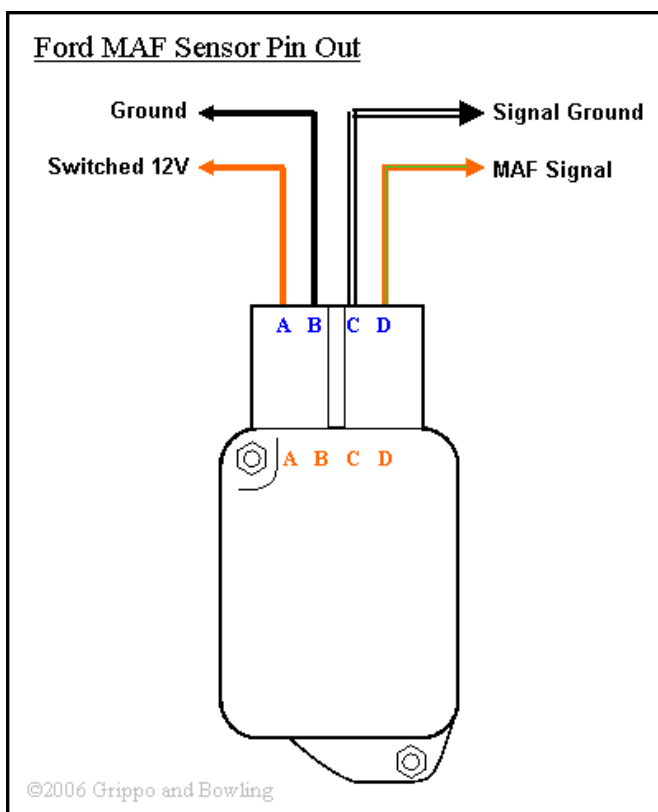 Ford MAF Sensor Pin Out
Ground
Signal Ground
Switched 12V
MAF Signal
A B C D
A B C D
©2006 Grippo and Bowling